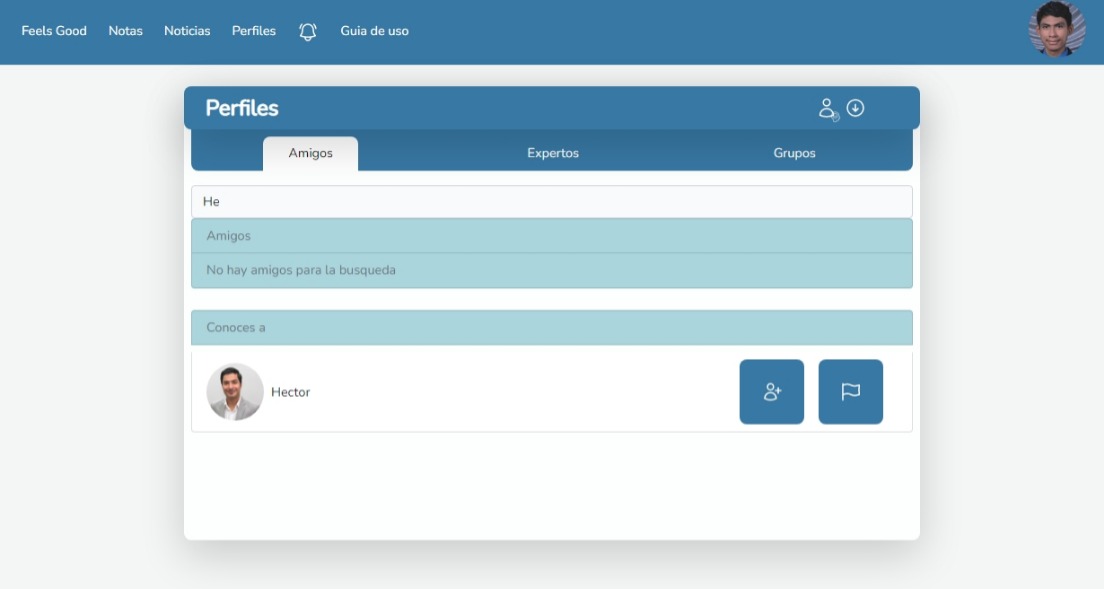 Feels Good Notas Noticias Perfiles Guia de uso
Perfiles
Amigos Expertos Grupos
He
Amigos
No hay amigos para la busqueda
Conoces a
Hector